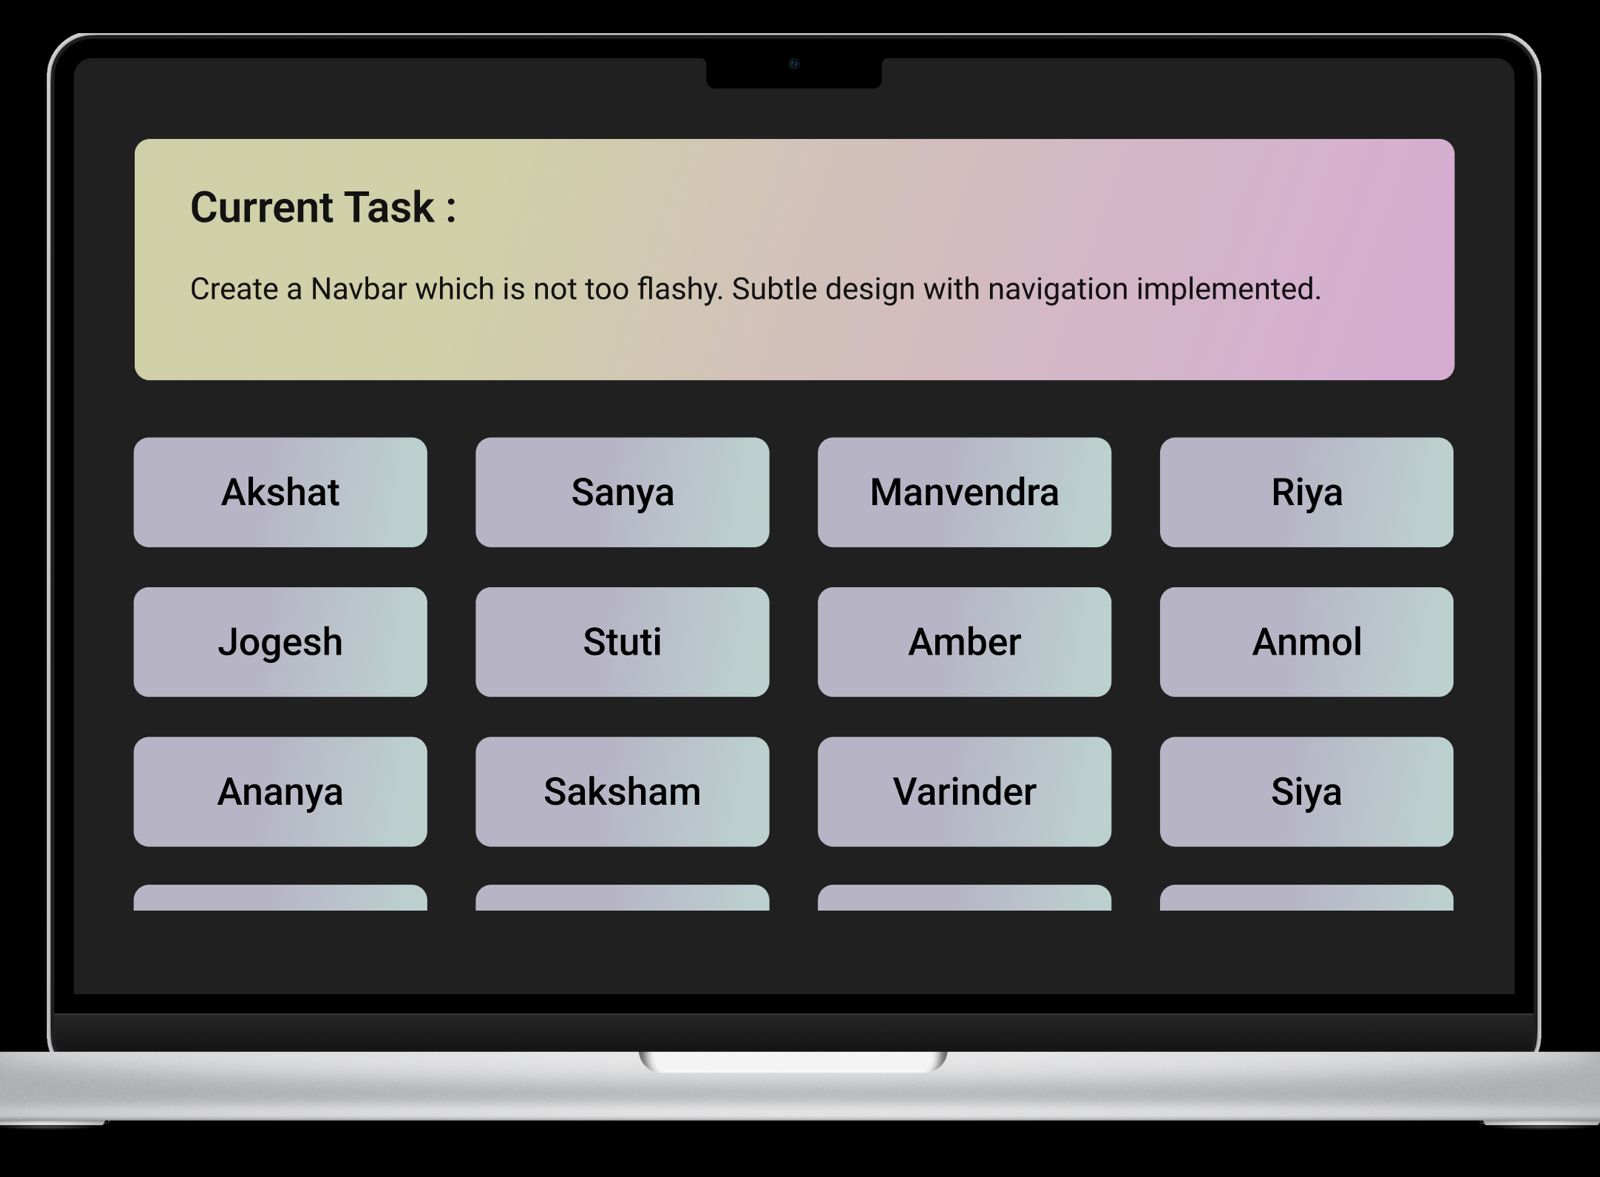 Current Task :
Create a Navbar which is not too flashy. Subtle design with navigation implemented.
Akshat Sanya Manvendra Riya
Jogesh Stuti Amber Anmol
Ananya Saksham Varinder Siya